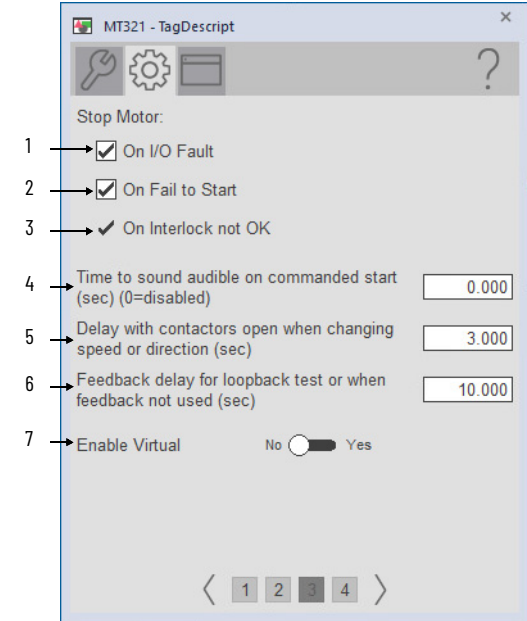 MT321 - TagDescript
Stop Motor:
1
On I/O Fault
2
On Fail to Start
3
On Interlock not OK
4
Time to sound audible on commanded start
(sec) (0=disabled)
0.000
5
Delay with contactors open when changing
speed or direction (sec)
3.000
6
Feedback delay for loopback test or when
feedback not used (sec)
10.000
7
Enable Virtual No Yes
1 2 3 4